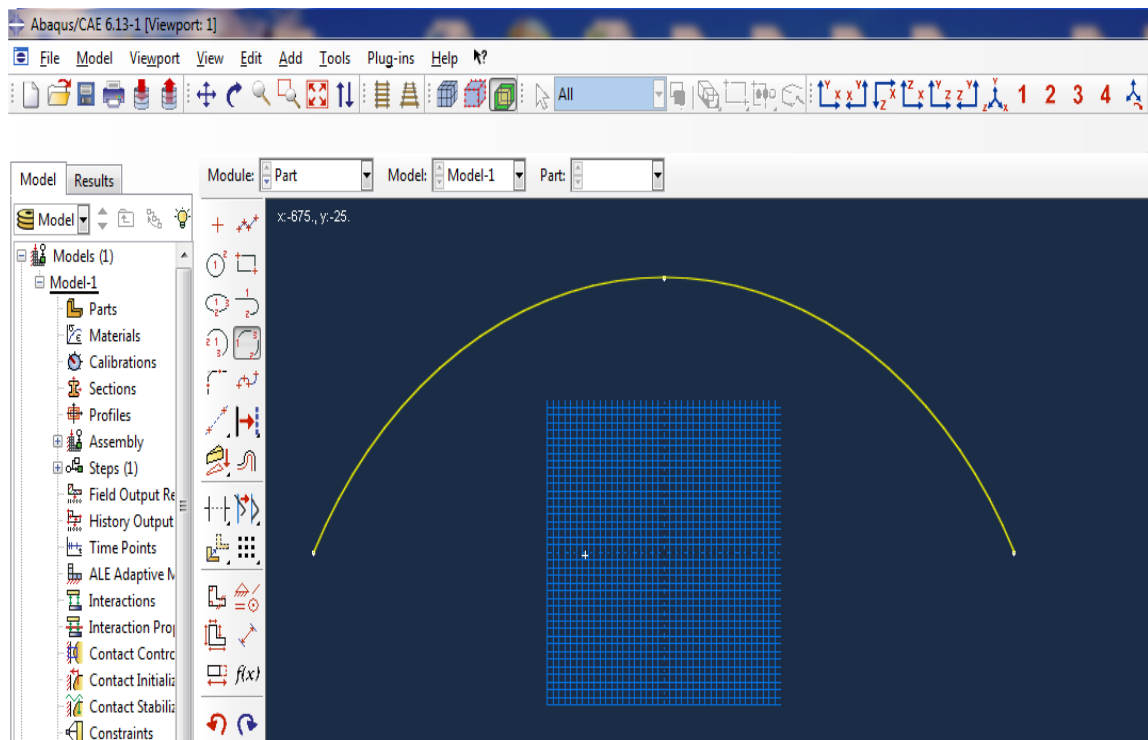 Abaqus/CAE 6.13-1 [Viewport: 1]
File Model Viewport View Edit Add Tools Plug-ins Help
All 1 2 3 4
Model Results
Module: Part Model: Model-1 Part:
Model
x:-675., y:-25.
Models (1)
Model-1
Parts
Materials
Calibrations
Sections
Profiles
Assembly
Steps (1)
Field Output Re
History Output
Time Points
ALE Adaptive M
Interactions
Interaction Prop
Contact Contro
Contact Initializ
Contact Stabiliz
Constraints
f(x)